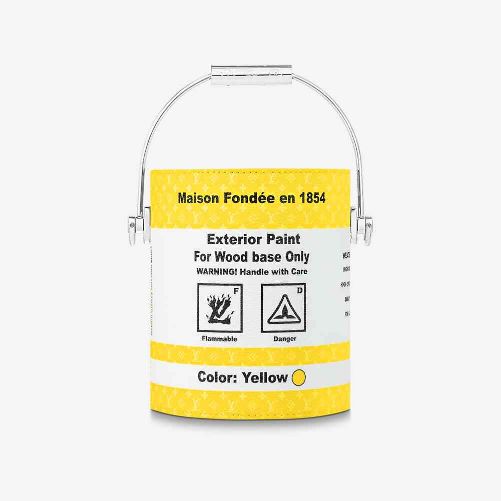 Maison Fondée en 1854
Exterior Paint
For Wood base Only
WARNING! Handle with Care
F
D
Flammable
Danger
Color: Yellow